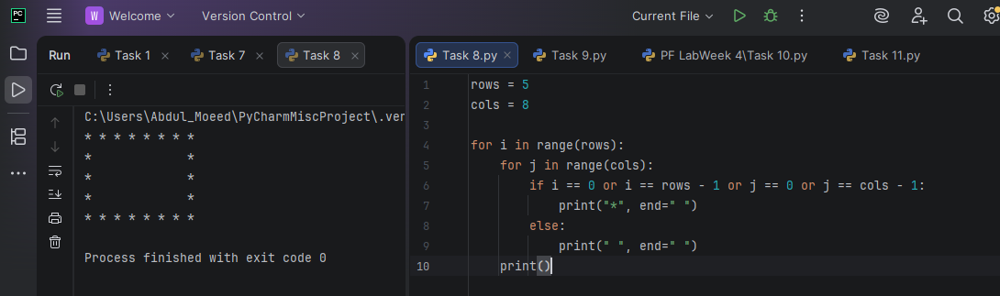 PC W Welcome Version Control Current File
Run Task 1 × Task 7 × Task 8 ×
C:\Users\Abdul_Moeed\PyCharmMiscProject\.ver
* * * * * * * *
*             *
*             *
*             *
* * * * * * * *
Process finished with exit code 0
Task 8.py × Task 9.py PF LabWeek 4\Task 10.py Task 11.py
1 rows = 5
2 cols = 8
3
4 for i in range(rows):
5     for j in range(cols):
6         if i == 0 or i == rows - 1 or j == 0 or j == cols - 1:
7             print("*", end=" ")
8         else:
9             print(" ", end=" ")
10     print()